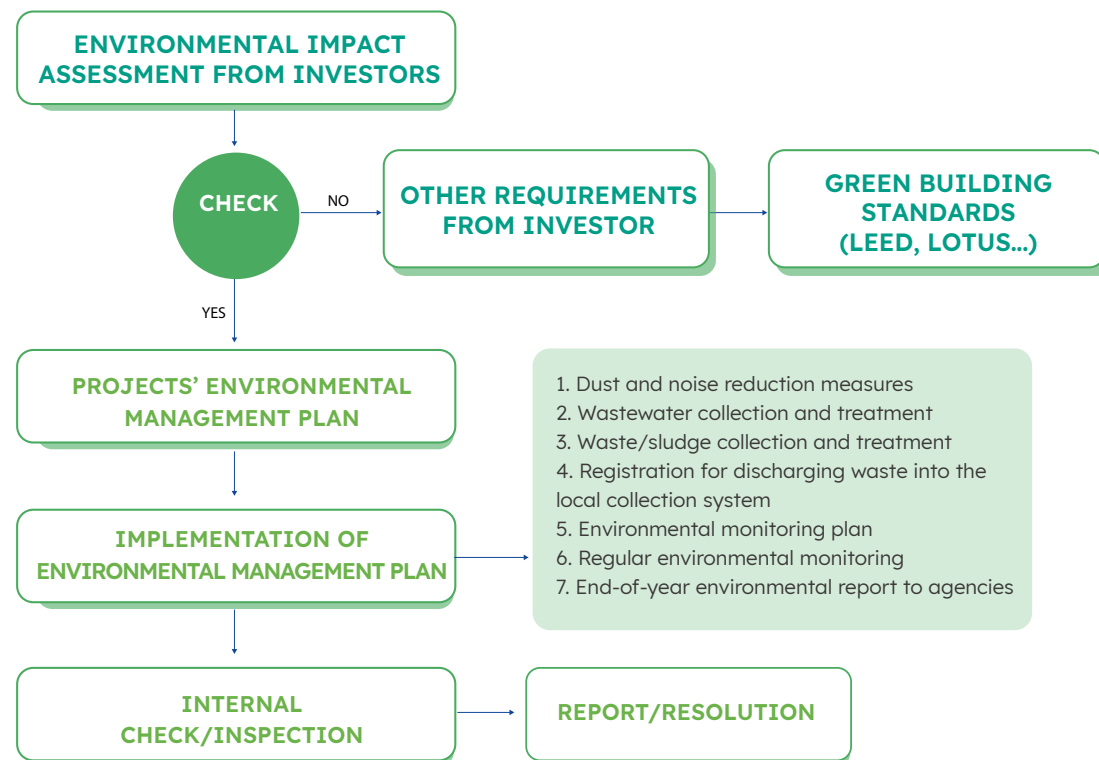 ENVIRONMENTAL IMPACT
ASSESSMENT FROM INVESTORS
CHECK
NO
OTHER REQUIREMENTS
FROM INVESTOR
GREEN BUILDING
STANDARDS
(LEED, LOTUS...)
YES
PROJECTS’ ENVIRONMENTAL
MANAGEMENT PLAN
IMPLEMENTATION OF
ENVIRONMENTAL MANAGEMENT PLAN
1. Dust and noise reduction measures
2. Wastewater collection and treatment
3. Waste/sludge collection and treatment
4. Registration for discharging waste into the
local collection system
5. Environmental monitoring plan
6. Regular environmental monitoring
7. End-of-year environmental report to agencies
INTERNAL
CHECK/INSPECTION
REPORT/RESOLUTION